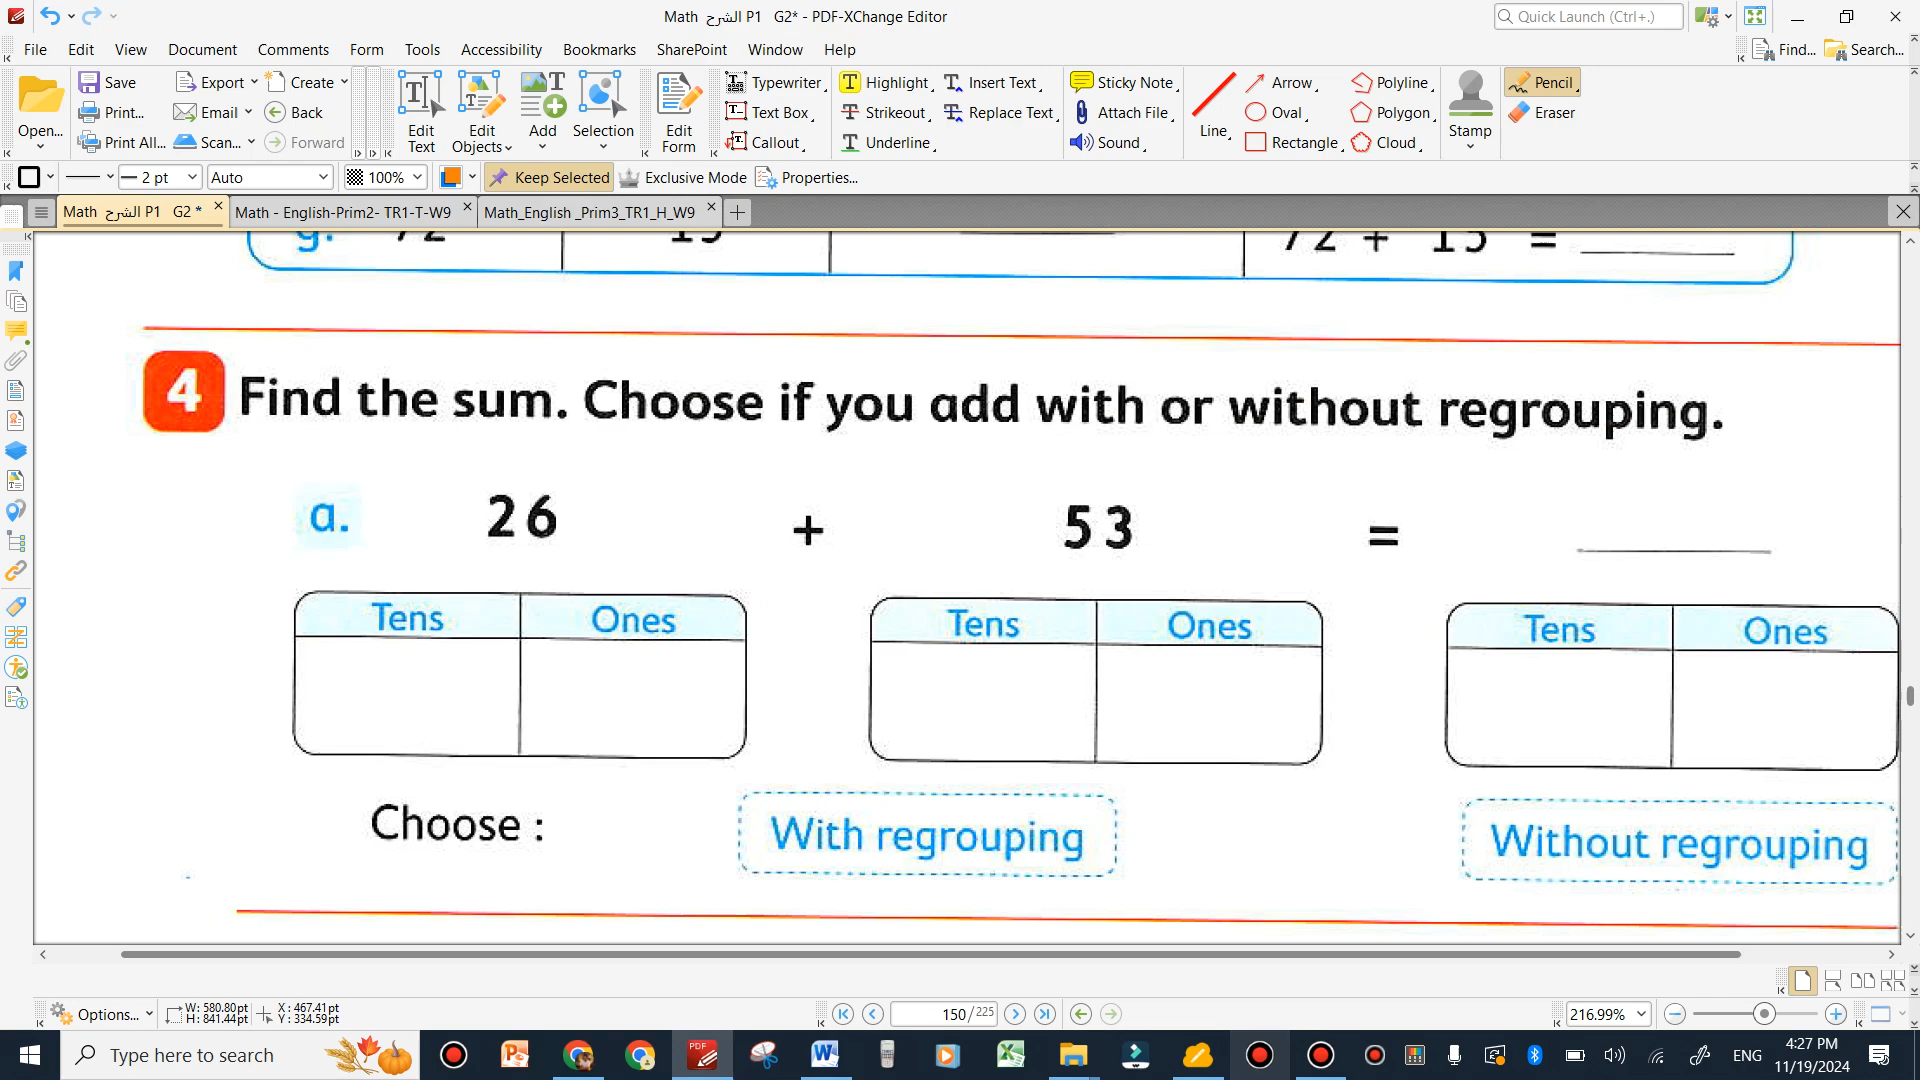 Math الشرح P1 G2* - PDF-XChange Editor
Quick Launch (Ctrl+.)
File Edit View Document Comments Form Tools Accessibility Bookmarks SharePoint Window Help
Find... Search...
Open... Save Export Create
Print... Email Back
Print All... Scan... Forward
Edit Text Edit Objects Add Selection Edit Form
Typewriter Highlight Insert Text Sticky Note Arrow Polyline Pencil
Text Box Strikeout Replace Text Attach File Oval Polygon Eraser
Callout Underline Sound Line Rectangle Cloud Stamp
2 pt Auto 100% Keep Selected Exclusive Mode Properties...
Math الشرح P1 G2 * Math - English-Prim2- TR1-T-W9 Math_English _Prim3_TR1_H_W9
g. 72 15 72 + 15 =
4 Find the sum. Choose if you add with or without regrouping.
a. 26 + 53 =
Tens Ones Tens Ones Tens Ones
Choose : With regrouping Without regrouping
Options... W: 580.80pt H: 841.44pt X: 467.41pt Y: 334.59pt 150 / 225 216.99%
Type here to search ENG 4:27 PM
11/19/2024